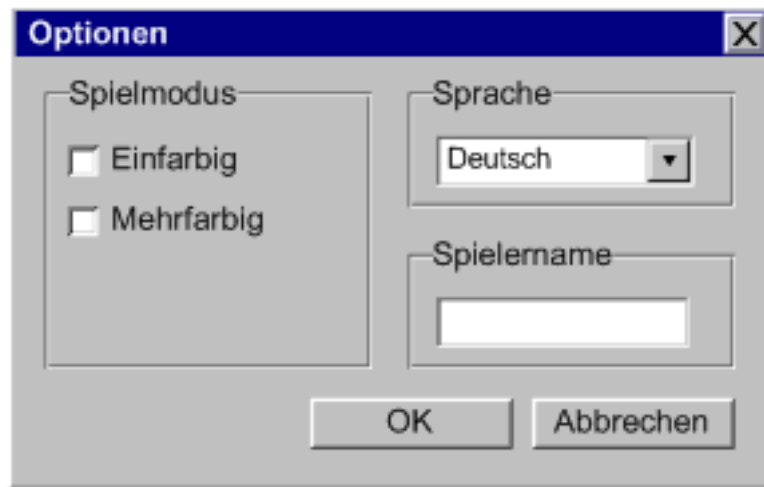 Optionen
Spielmodus
Einfarbig
Mehrfarbig
Sprache
Deutsch
Spielername
OK
Abbrechen